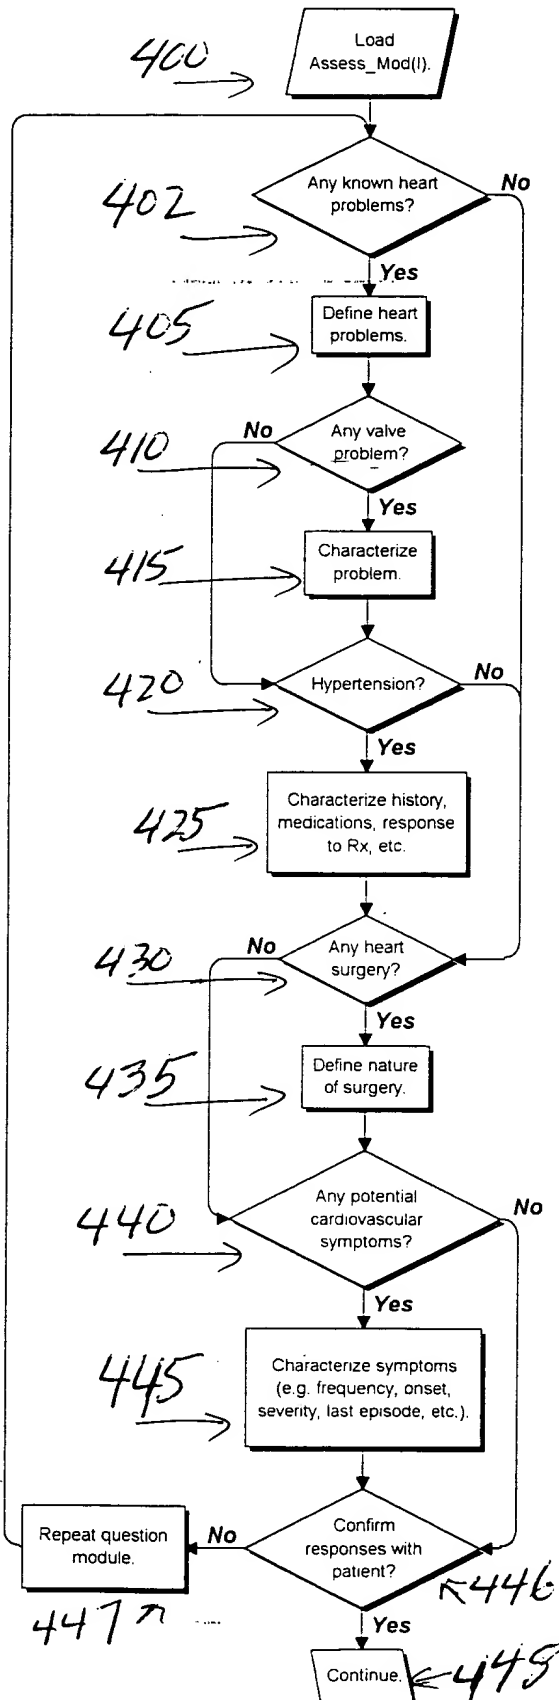 400
Load
Assess_Mod(I).
402
Any known heart
problems?
No
Yes
405
Define heart
problems.
410
No
Any valve
problem?
Yes
415
Characterize
problem.
420
Hypertension?
No
Yes
425
Characterize history,
medications, response
to Rx, etc.
430
No
Any heart
surgery?
Yes
435
Define nature
of surgery.
440
Any potential
cardiovascular
symptoms?
No
Yes
445
Characterize symptoms
(e.g. frequency, onset,
severity, last episode, etc.).
Repeat question
module.
No
Confirm
responses with
patient?
446
447
Yes
Continue.
448